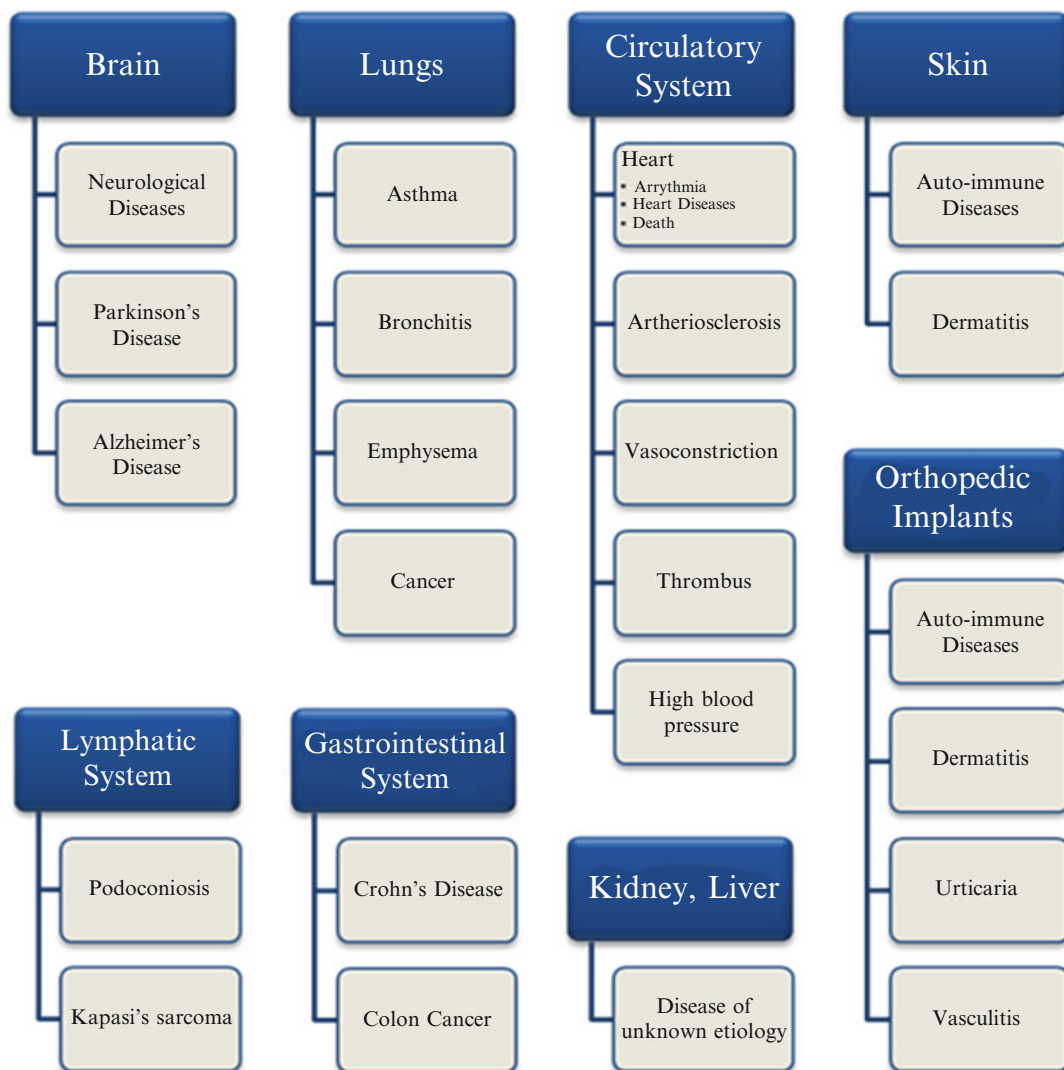 Brain
Neurological
Diseases
Parkinson's
Disease
Alzheimer's
Disease
Lungs
Asthma
Bronchitis
Emphysema
Cancer
Circulatory
System
Heart
▪ Arrythmia
▪ Heart Diseases
▪ Death
Artheriosclerosis
Vasoconstriction
Thrombus
High blood
pressure
Skin
Auto-immune
Diseases
Dermatitis
Orthopedic
Implants
Auto-immune
Diseases
Dermatitis
Urticaria
Vasculitis
Lymphatic
System
Podoconiosis
Kapasi's sarcoma
Gastrointestinal
System
Crohn's Disease
Colon Cancer
Kidney, Liver
Disease of
unknown etiology